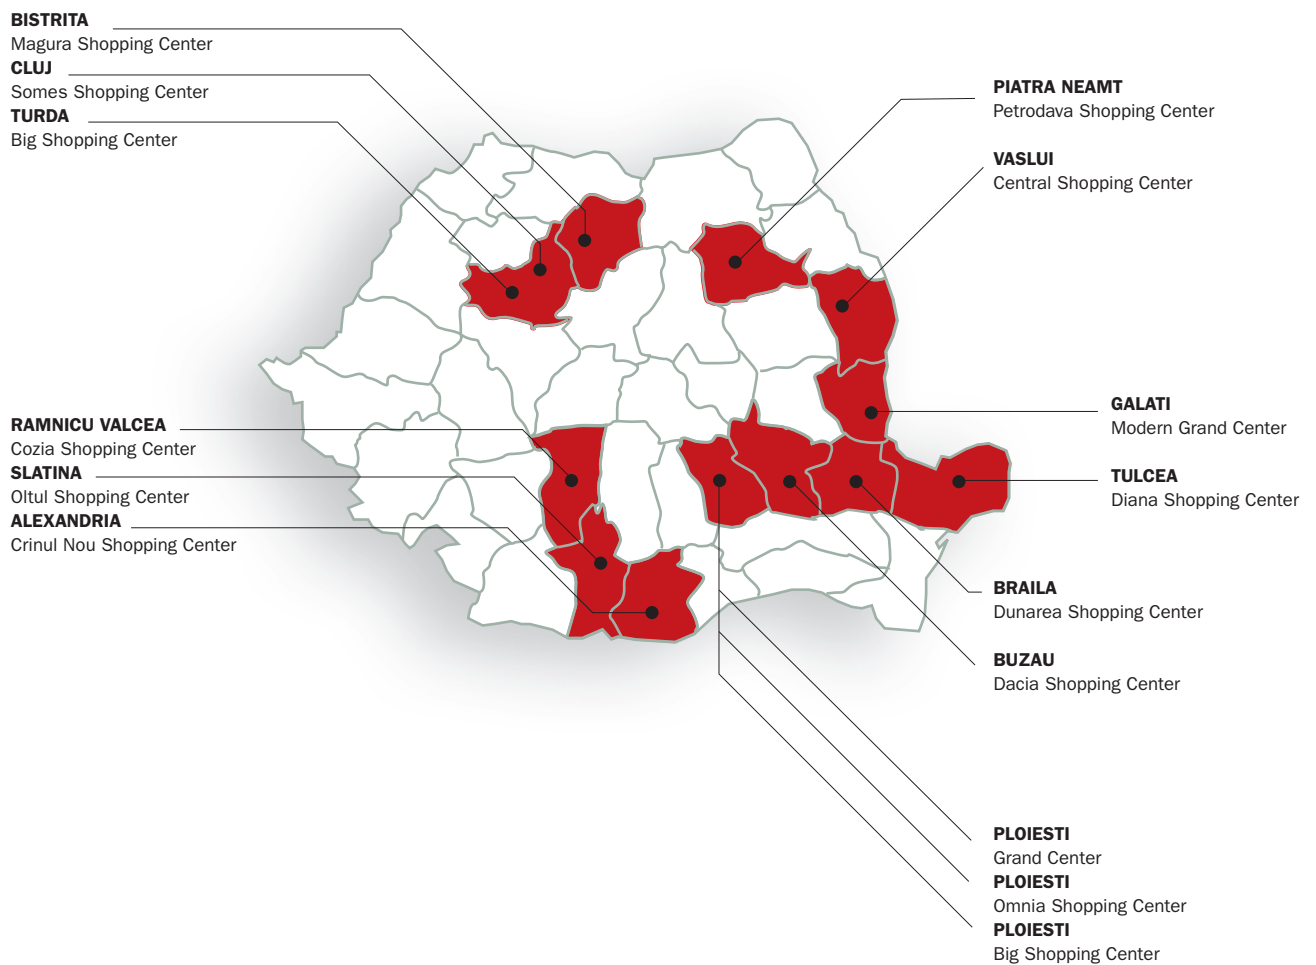 BISTRITA
Magura Shopping Center
CLUJ
Somes Shopping Center
TURDA
Big Shopping Center
PIATRA NEAMT
Petrodava Shopping Center
VASLUI
Central Shopping Center
RAMNICU VALCEA
Cozia Shopping Center
SLATINA
Oltul Shopping Center
ALEXANDRIA
Crinul Nou Shopping Center
GALATI
Modern Grand Center
TULCEA
Diana Shopping Center
BRAILA
Dunarea Shopping Center
BUZAU
Dacia Shopping Center
PLOIESTI
Grand Center
PLOIESTI
Omnia Shopping Center
PLOIESTI
Big Shopping Center